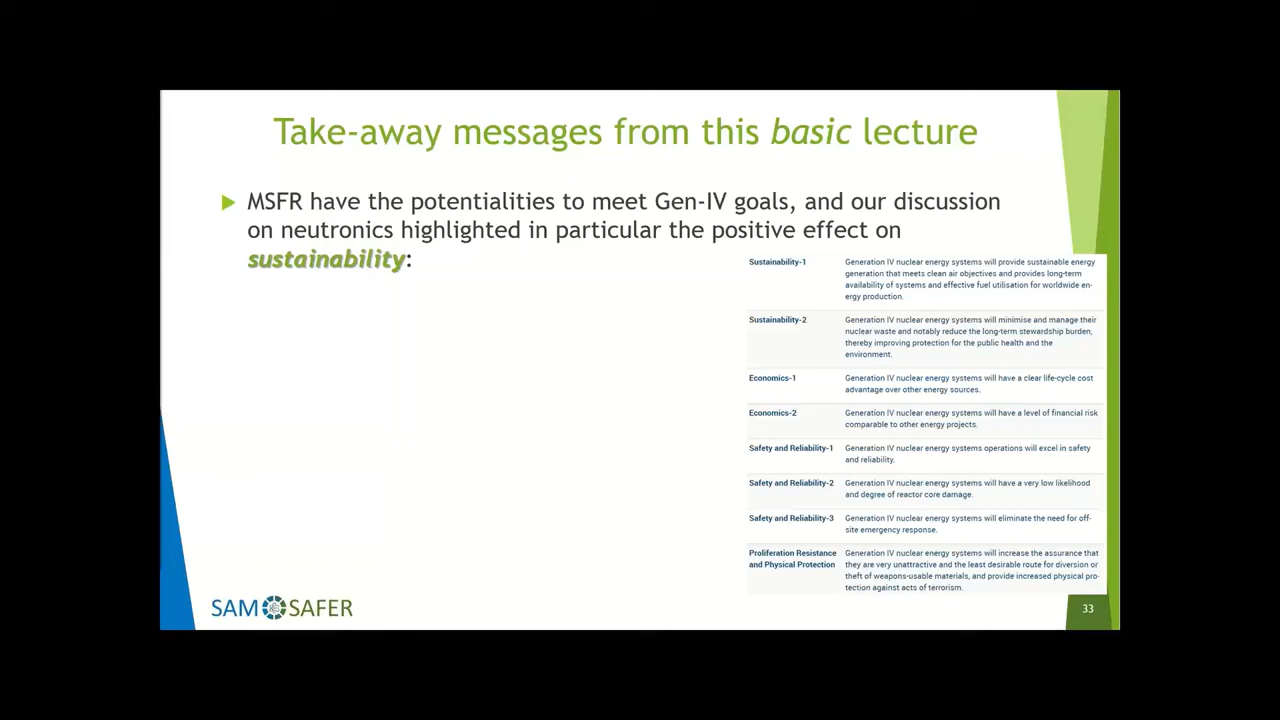 Take-away messages from this basic lecture
MSFR have the potentialities to meet Gen-IV goals, and our discussion
on neutronics highlighted in particular the positive effect on
sustainability:
Sustainability-1 Generation IV nuclear energy systems will provide sustainable energy
generation that meets clean air objectives and provides long-term
availability of systems and effective fuel utilisation for worldwide en-
ergy production.
Sustainability-2 Generation IV nuclear energy systems will minimise and manage their
nuclear waste and notably reduce the long-term stewardship burden,
thereby improving protection for the public health and the
environment.
Economics-1 Generation IV nuclear energy systems will have a clear life-cycle cost
advantage over other energy sources.
Economics-2 Generation IV nuclear energy systems will have a level of financial risk
comparable to other energy projects.
Safety and Reliability-1 Generation IV nuclear energy systems operations will excel in safety
and reliability.
Safety and Reliability-2 Generation IV nuclear energy systems will have a very low likelihood
and degree of reactor core damage.
Safety and Reliability-3 Generation IV nuclear energy systems will eliminate the need for off-
site emergency response.
Proliferation Resistance Generation IV nuclear energy systems will increase the assurance that
and Physical Protection they are very unattractive and the least desirable route for diversion or
theft of weapons-usable materials, and provide increased physical pro-
tection against acts of terrorism.
SAM SAFER
33